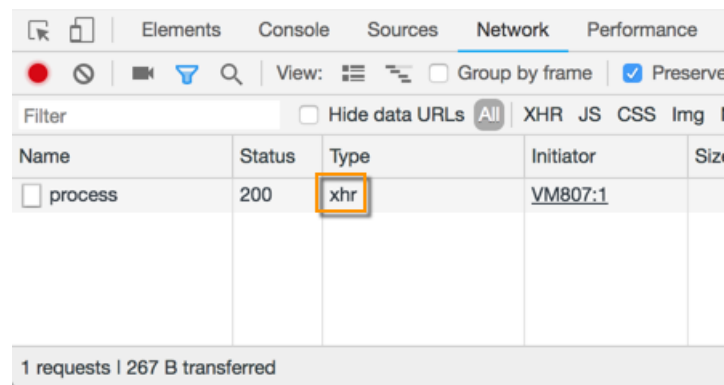 Elements Console Sources Network Performance
View: Group by frame Preserve
Filter Hide data URLs All XHR JS CSS Img
Name Status Type Initiator Size
process 200 xhr VM807:1
1 requests | 267 B transferred